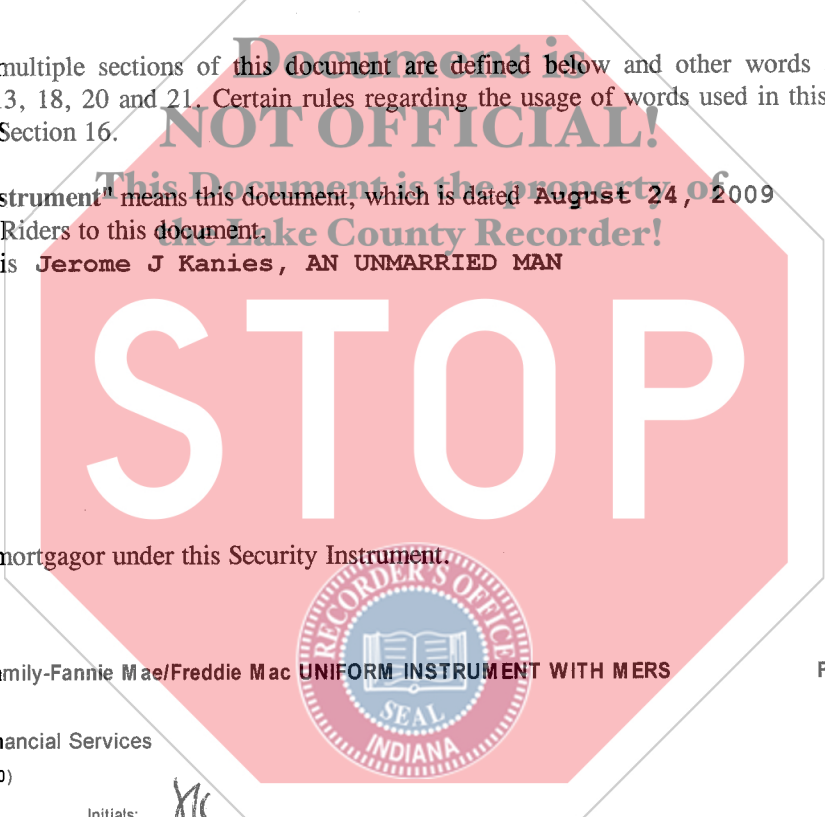 multiple sections of this document are defined below and other words
Document is
3, 18, 20 and 21. Certain rules regarding the usage of words used in this
Section 16.
NOT OFFICIAL!
This Document is the property of
strument" means this document, which is dated August 24, 2009
Riders to this document.
the Lake County Recorder!
is Jerome J Kanies, AN UNMARRIED MAN
STOP
mortgagor under this Security Instrument.
RECORDER'S OFFICE
SEAL
INDIANA
amily-Fannie Mae/Freddie Mac UNIFORM INSTRUMENT WITH MERS F
nancial Services
0)
Initials: